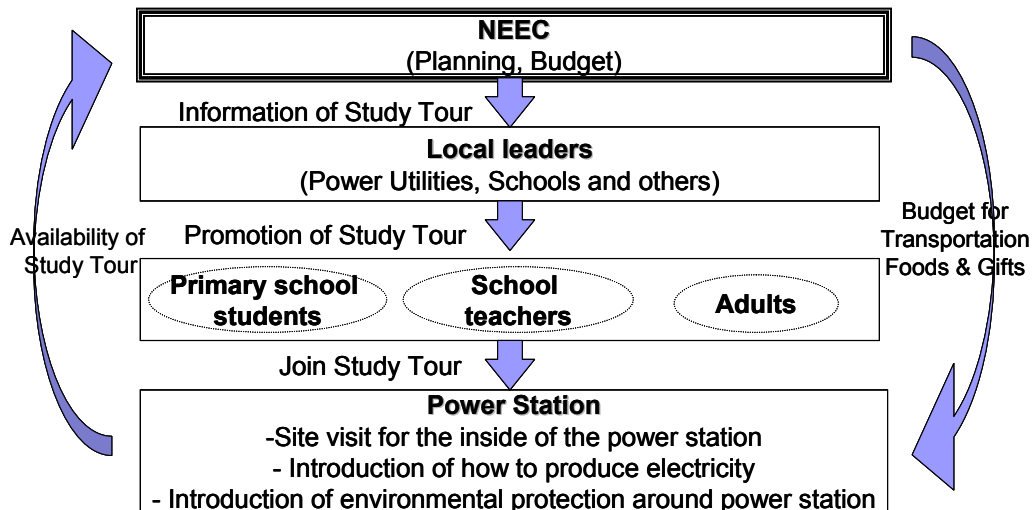 NEEC
(Planning, Budget)
Information of Study Tour
Local leaders
(Power Utilities, Schools and others)
Availability of
Study Tour
Promotion of Study Tour
Budget for
Transportation
Foods & Gifts
Primary school
students
School
teachers
Adults
Join Study Tour
Power Station
-Site visit for the inside of the power station
- Introduction of how to produce electricity
- Introduction of environmental protection around power station